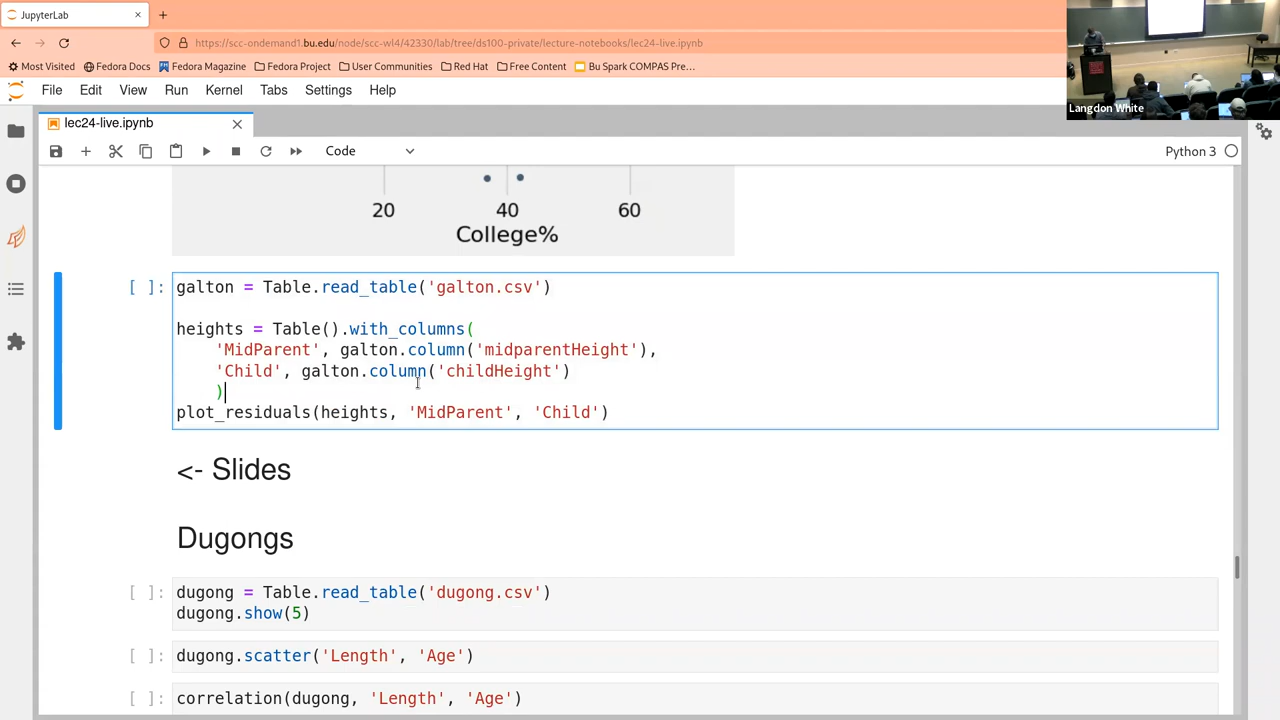 JupyterLab
https://scc-ondemand1.bu.edu/node/scc-wl4/42330/lab/tree/ds100-private/lecture-notebooks/lec24-live.ipynb
Most Visited Fedora Docs Fedora Magazine Fedora Project User Communities Red Hat Free Content Bu Spark COMPAS Pre…
Langdon White
File Edit View Run Kernel Tabs Settings Help
lec24-live.ipynb
Code
Python 3
20 40 60
College%
[ ]: galton = Table.read_table('galton.csv')
heights = Table().with_columns(
'MidParent', galton.column('midparentHeight'),
'Child', galton.column('childHeight')
)
plot_residuals(heights, 'MidParent', 'Child')
<- Slides
Dugongs
[ ]: dugong = Table.read_table('dugong.csv')
dugong.show(5)
[ ]: dugong.scatter('Length', 'Age')
[ ]: correlation(dugong, 'Length', 'Age')